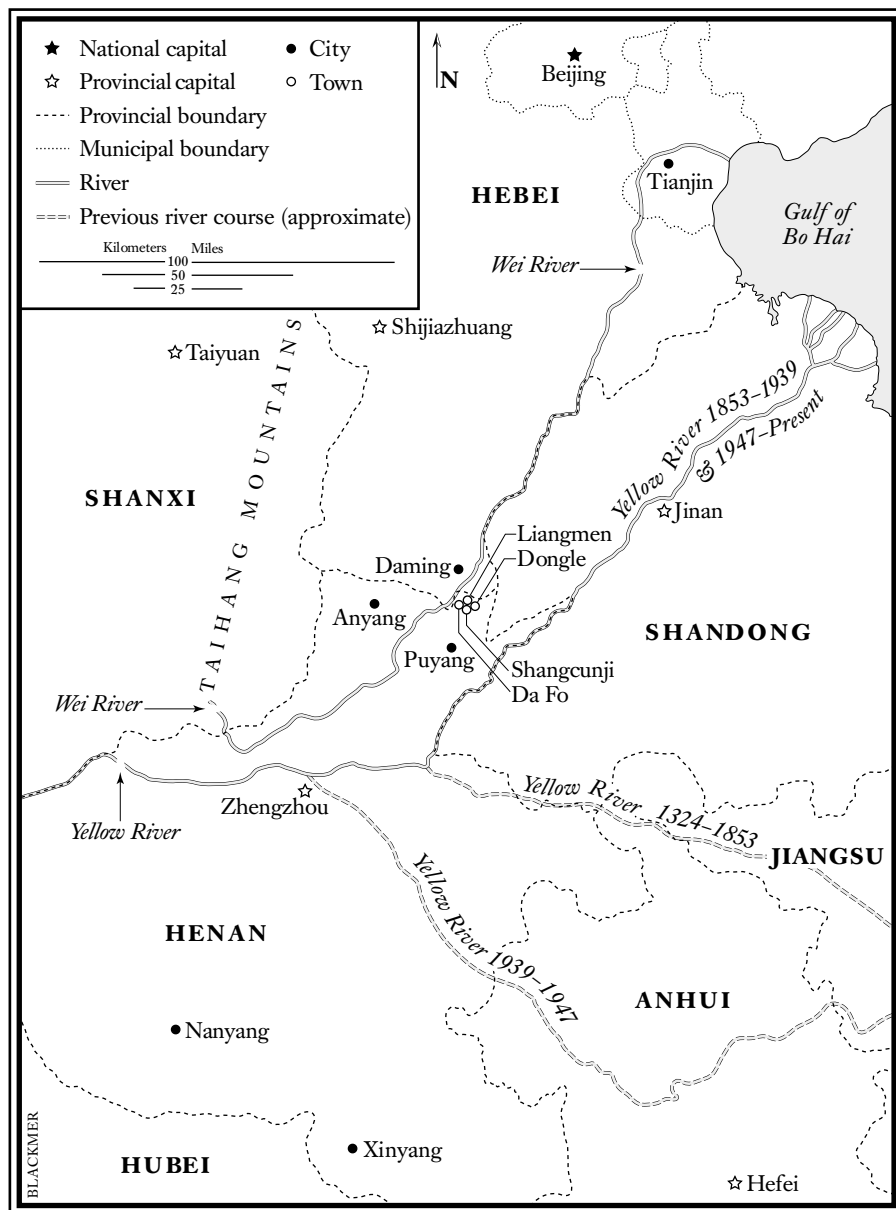 National capital
City
Provincial capital
Town
Provincial boundary
Municipal boundary
River
Previous river course (approximate)
Kilometers Miles
100
50
25
N
Beijing
Tianjin
HEBEI
Gulf of
Bo Hai
Wei River
Shijiazhuang
Taiyuan
TAIHANG MOUNTAINS
Yellow River 1853–1939
& 1947–Present
SHANXI
Jinan
Liangmen
Dongle
Daming
Anyang
SHANDONG
Puyang
Shangcunji
Da Fo
Wei River
Zhengzhou
Yellow River
Yellow River 1324–1853
JIANGSU
Yellow River 1939–1947
HENAN
ANHUI
Nanyang
Xinyang
HUBEI
Hefei
BLACKMER